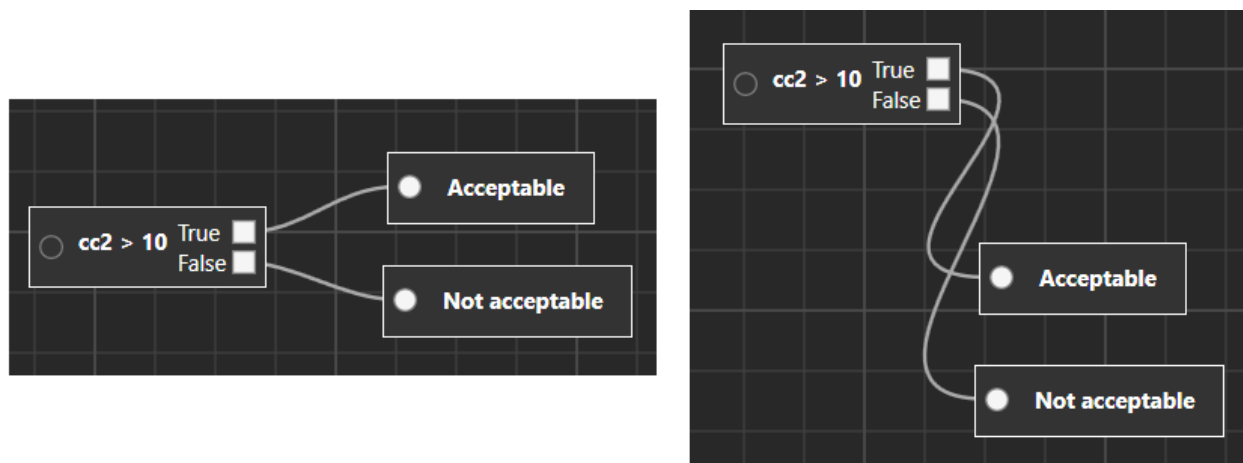 cc2 > 10 True
False
Acceptable
Not acceptable
cc2 > 10 True
False
Acceptable
Not acceptable